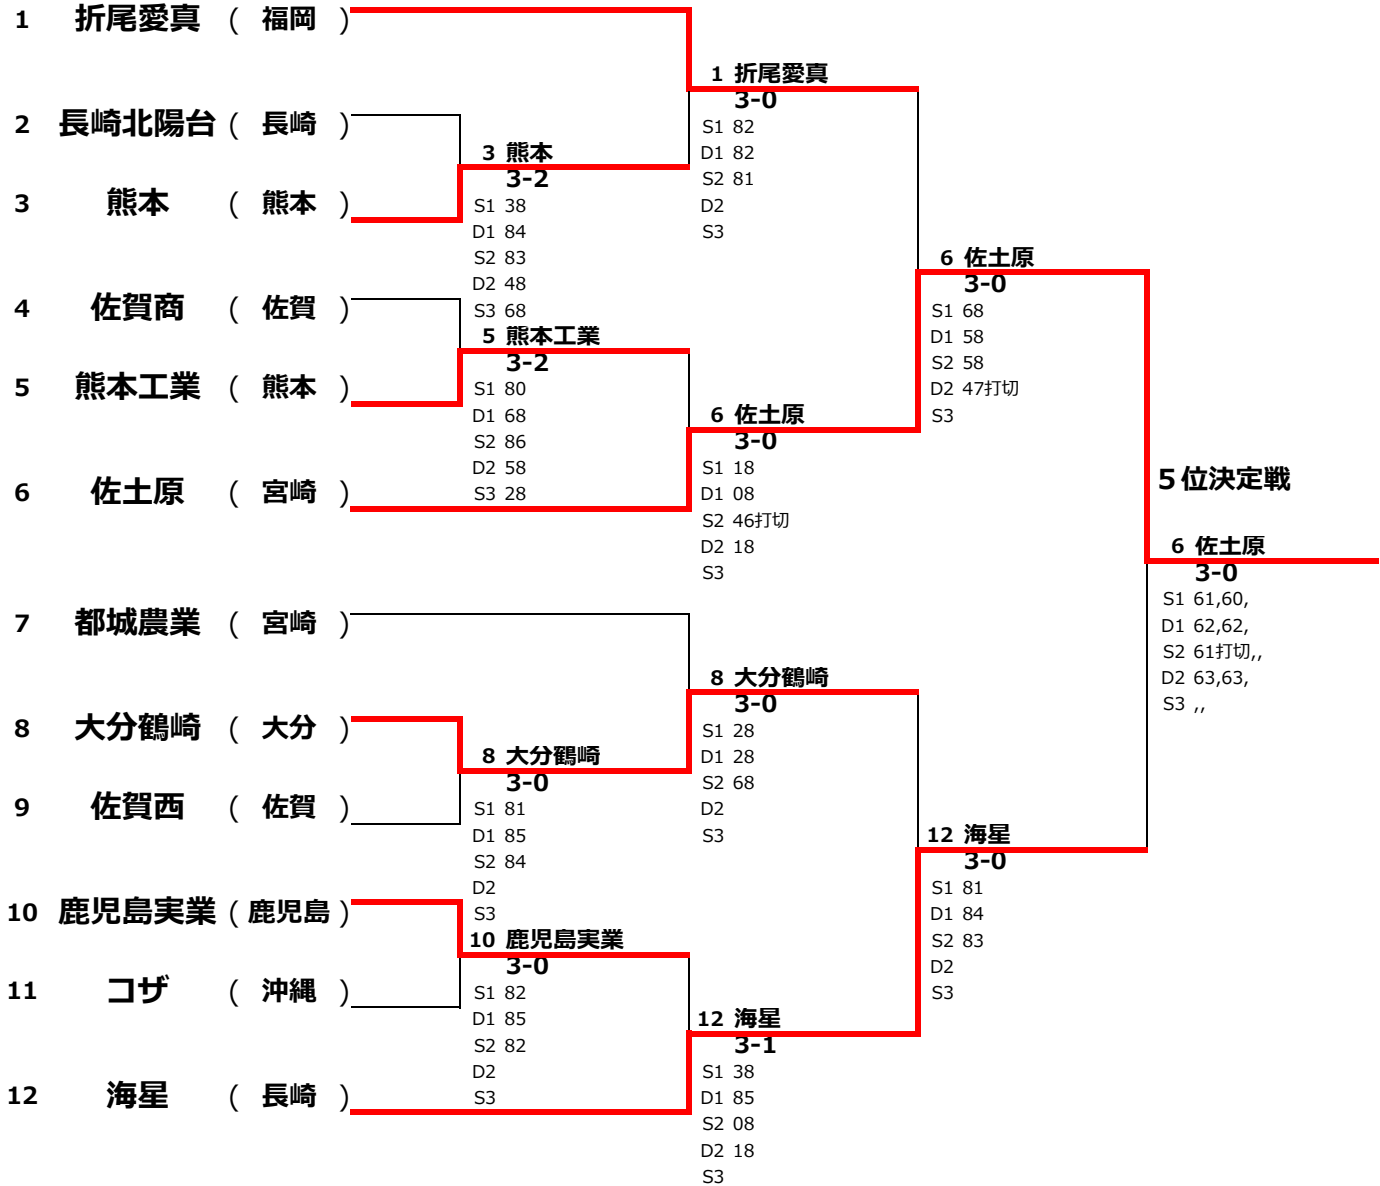 1 折尾愛真 ( 福岡 )
2 長崎北陽台 ( 長崎 )
3 熊本 ( 熊本 )
4 佐賀商 ( 佐賀 )
5 熊本工業 ( 熊本 )
6 佐土原 ( 宮崎 )
7 都城農業 ( 宮崎 )
8 大分鶴崎 ( 大分 )
9 佐賀西 ( 佐賀 )
10 鹿児島実業 ( 鹿児島 )
11 コザ ( 沖縄 )
12 海星 ( 長崎 )
3 熊本
3-2
S1 38
D1 84
S2 83
D2 48
S3 68
5 熊本工業
3-2
S1 80
D1 68
S2 86
D2 58
S3 28
8 大分鶴崎
3-0
S1 81
D1 85
S2 84
D2
S3
10 鹿児島実業
3-0
S1 82
D1 85
S2 82
D2
S3
1 折尾愛真
3-0
S1 82
D1 82
S2 81
D2
S3
6 佐土原
3-0
S1 18
D1 08
S2 46打切
D2 18
S3
8 大分鶴崎
3-0
S1 28
D1 28
S2 68
D2
S3
12 海星
3-1
S1 38
D1 85
S2 08
D2 18
S3
6 佐土原
3-0
S1 68
D1 58
S2 58
D2 47打切
S3
12 海星
3-0
S1 81
D1 84
S2 83
D2
S3
5位決定戦
6 佐土原
3-0
S1 61,60,
D1 62,62,
S2 61打切,,
D2 63,63,
S3 ,,